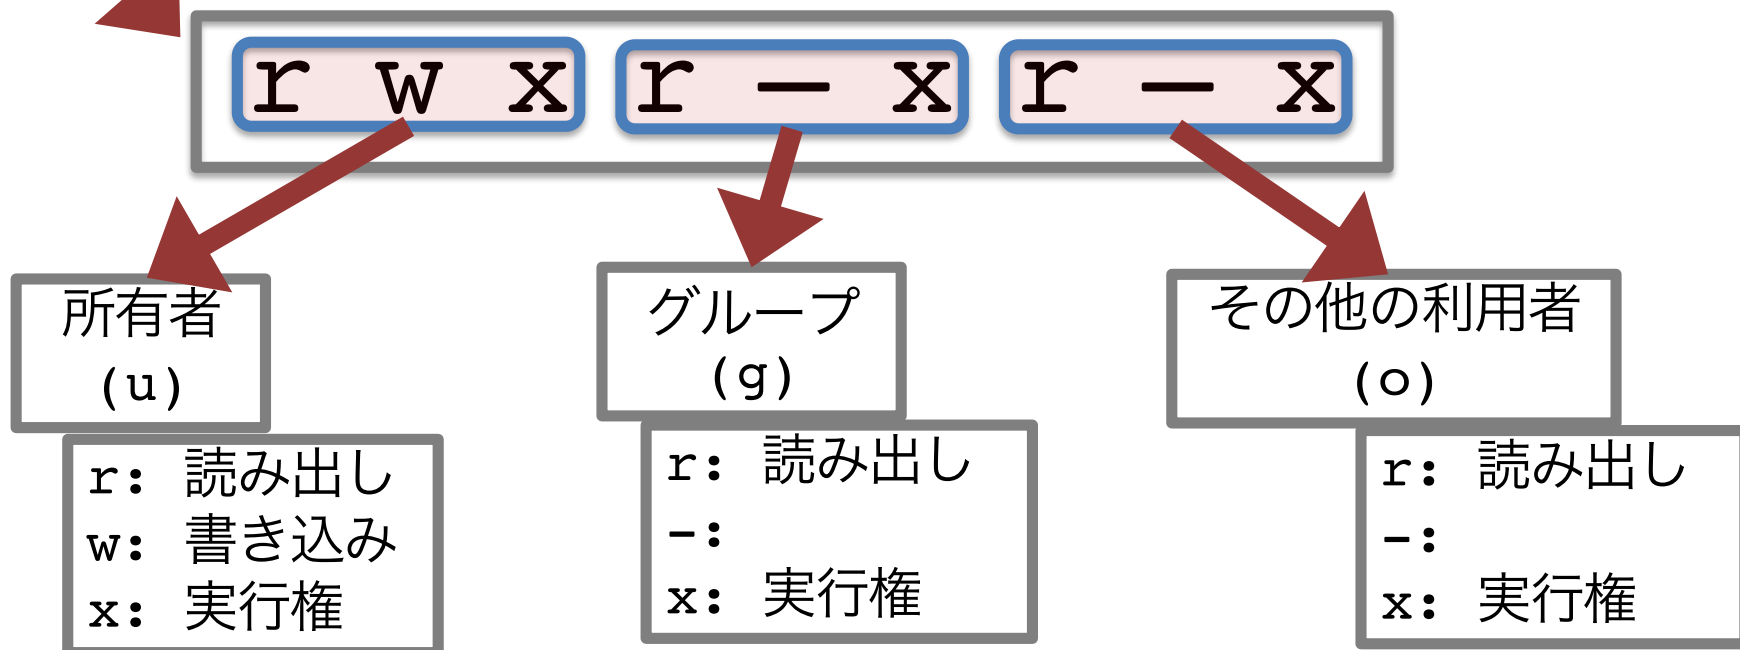 r w x r - x r - x
所有者
(u)
r: 読み出し
w: 書き込み
x: 実行権
グループ
(g)
r: 読み出し
-:
x: 実行権
その他の利用者
(o)
r: 読み出し
-:
x: 実行権